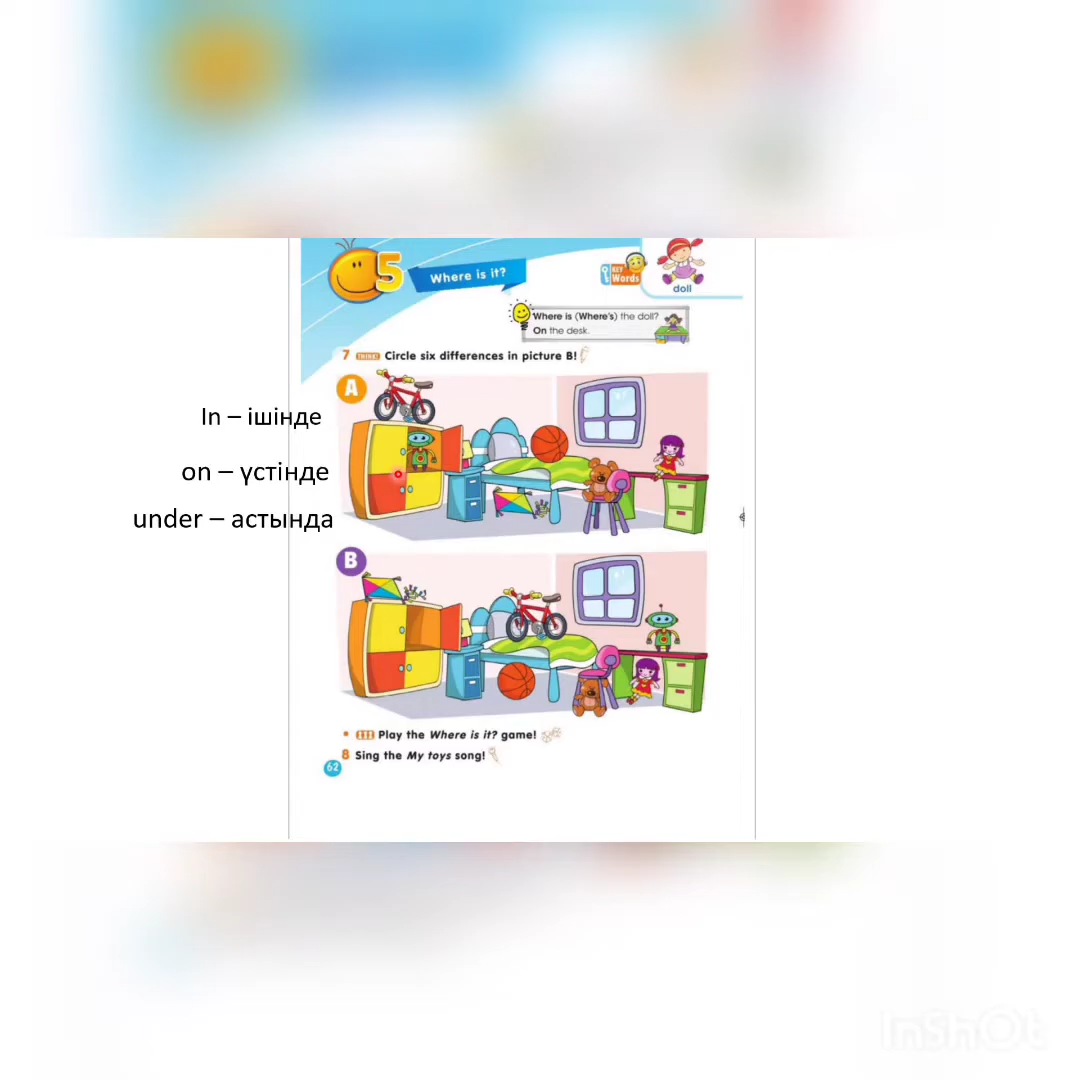 5 Where is it?
KEY Words
doll
Where is (Where's) the doll?
On the desk.
7 THINK! Circle six differences in picture B!
A
In – ішінде
on – үстінде
under – астында
B
• Play the Where is it? game!
8 Sing the My toys song!
62
InShOt